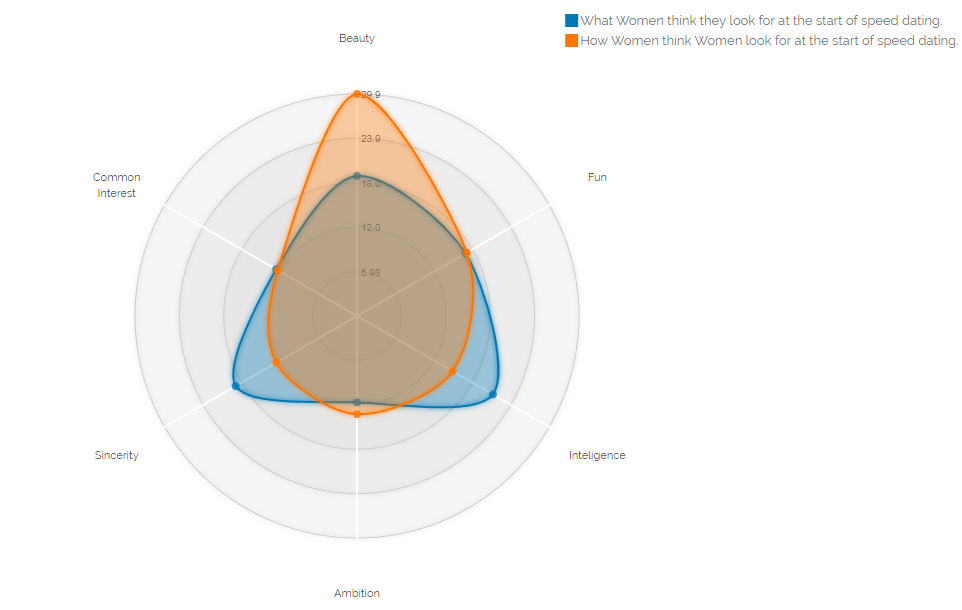 What Women think they look for at the start of speed dating.
How Women think Women look for at the start of speed dating.
Beauty
29.9
23.9
Common
Interest
Fun
18.0
12.0
5.98
Sincerity
Inteligence
Ambition